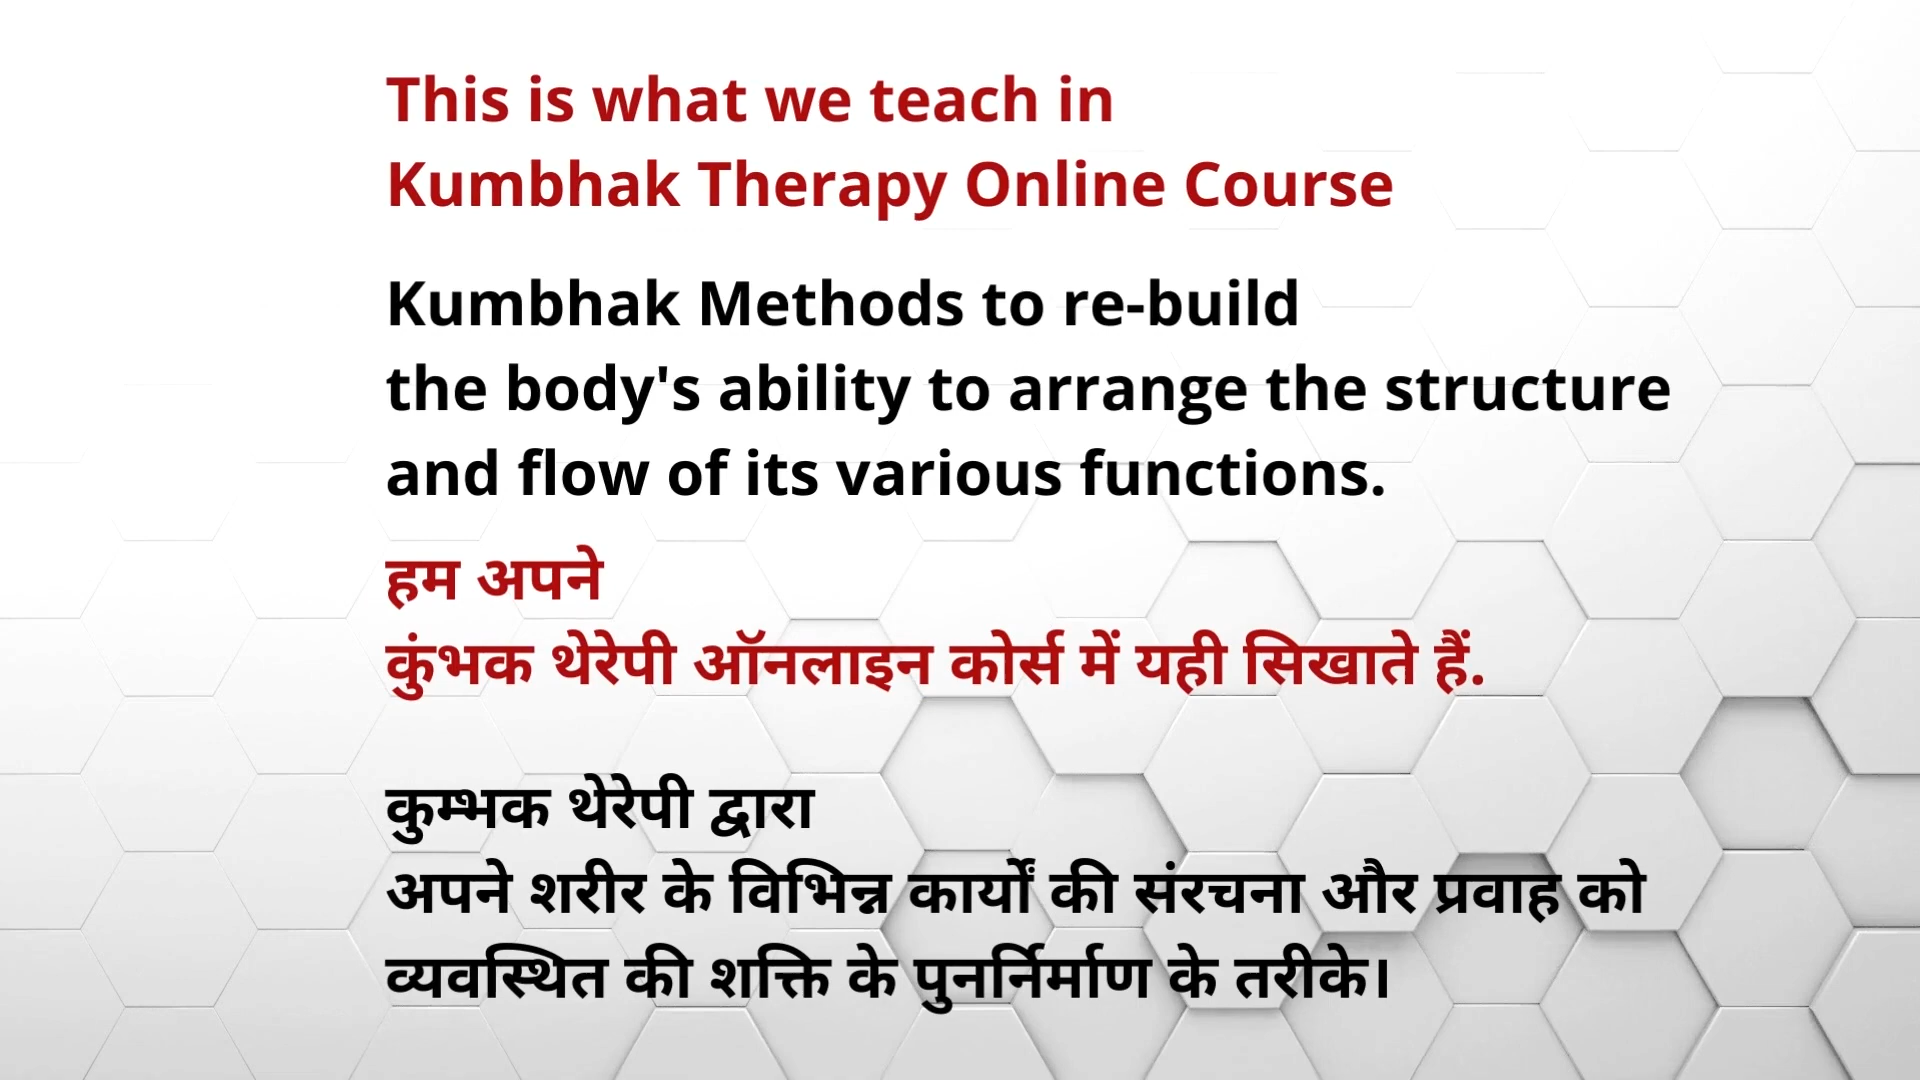 This is what we teach in
Kumbhak Therapy Online Course
Kumbhak Methods to re-build
the body's ability to arrange the structure
and flow of its various functions.
हम अपने
कुंभक थेरेपी ऑनलाइन कोर्स में यही सिखाते हैं.
कुम्भक थेरेपी द्वारा
अपने शरीर के विभिन्न कार्यों की संरचना और प्रवाह को
व्यवस्थित की शक्ति के पुनर्निर्माण के तरीके।